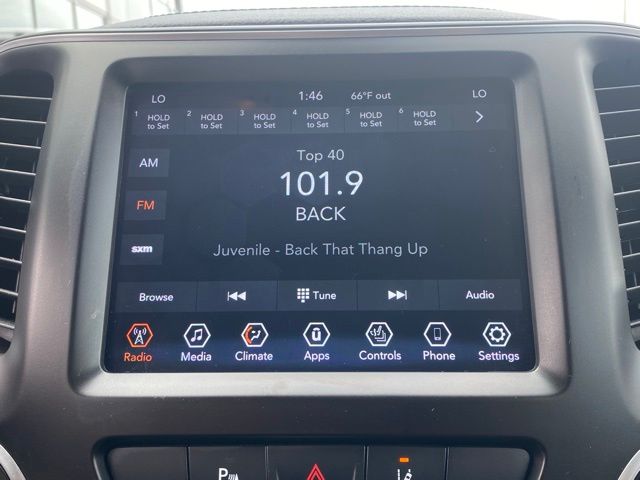 LO 1:46 66°F out LO
1 HOLD to Set 2 HOLD to Set 3 HOLD to Set 4 HOLD to Set 5 HOLD to Set 6 HOLD to Set
Top 40
AM
101.9
FM
BACK
sxm
Juvenile - Back That Thang Up
Browse Tune Audio
Radio Media Climate Apps Controls Phone Settings
P